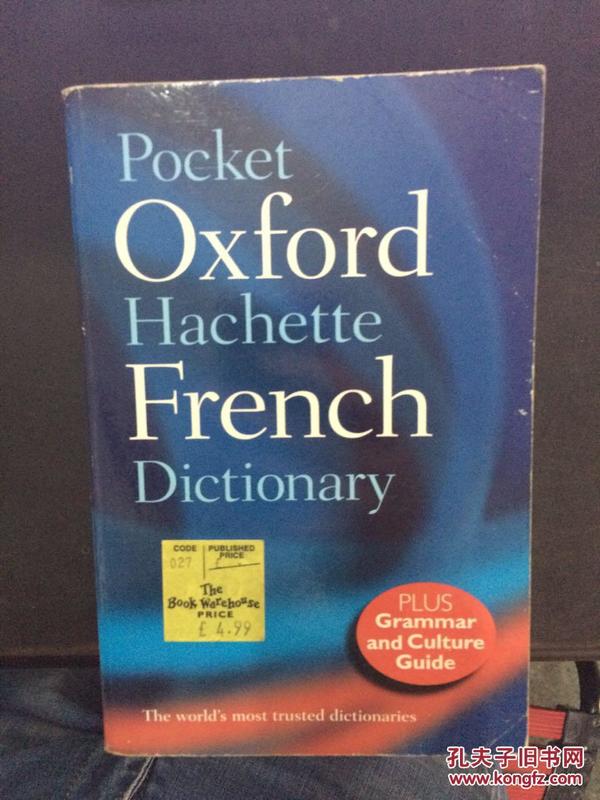 Pocket
Oxford
Hachette
French
Dictionary
CODE PUBLISHED PRICE
027 £
The
Book Warehouse
PRICE
£ 4.99
PLUS
Grammar
and Culture
Guide
The world's most trusted dictionaries
孔夫子旧书网
www.kongfz.com